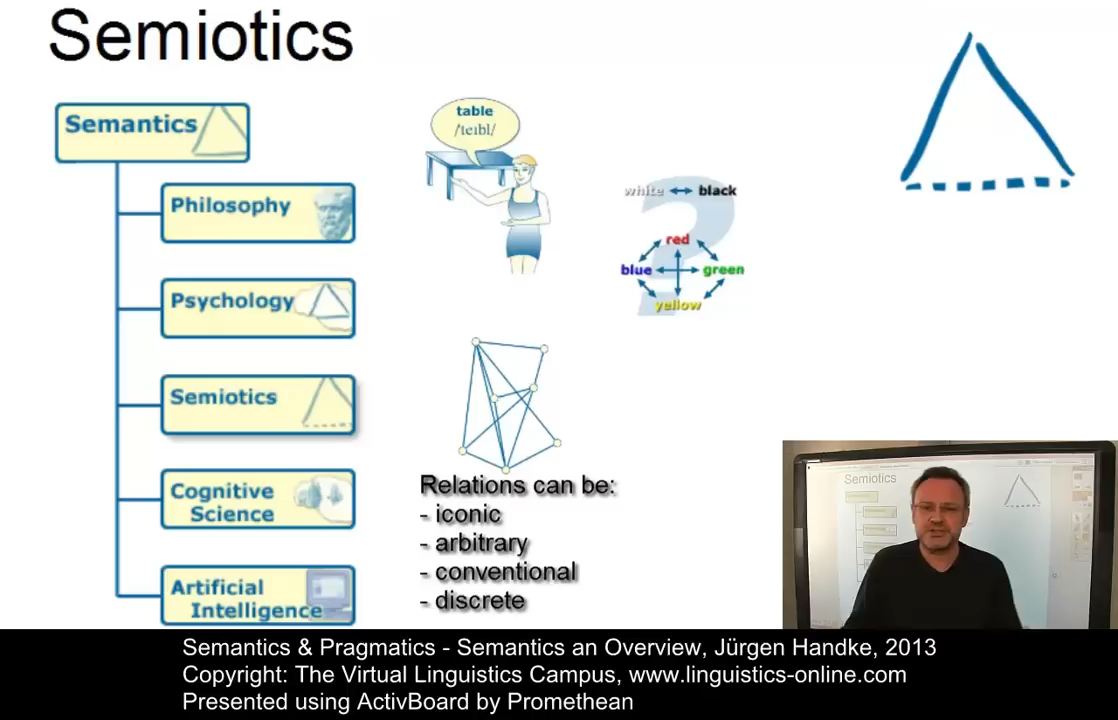 Semiotics
Semantics
Philosophy
Psychology
Semiotics
Cognitive
Science
Artificial
Intelligence
table
/teɪbl/
white black
red
blue green
yellow
Relations can be:
- iconic
- arbitrary
- conventional
- discrete
Semiotics
Semantics & Pragmatics - Semantics an Overview, Jürgen Handke, 2013
Copyright: The Virtual Linguistics Campus, www.linguistics-online.com
Presented using ActivBoard by Promethean